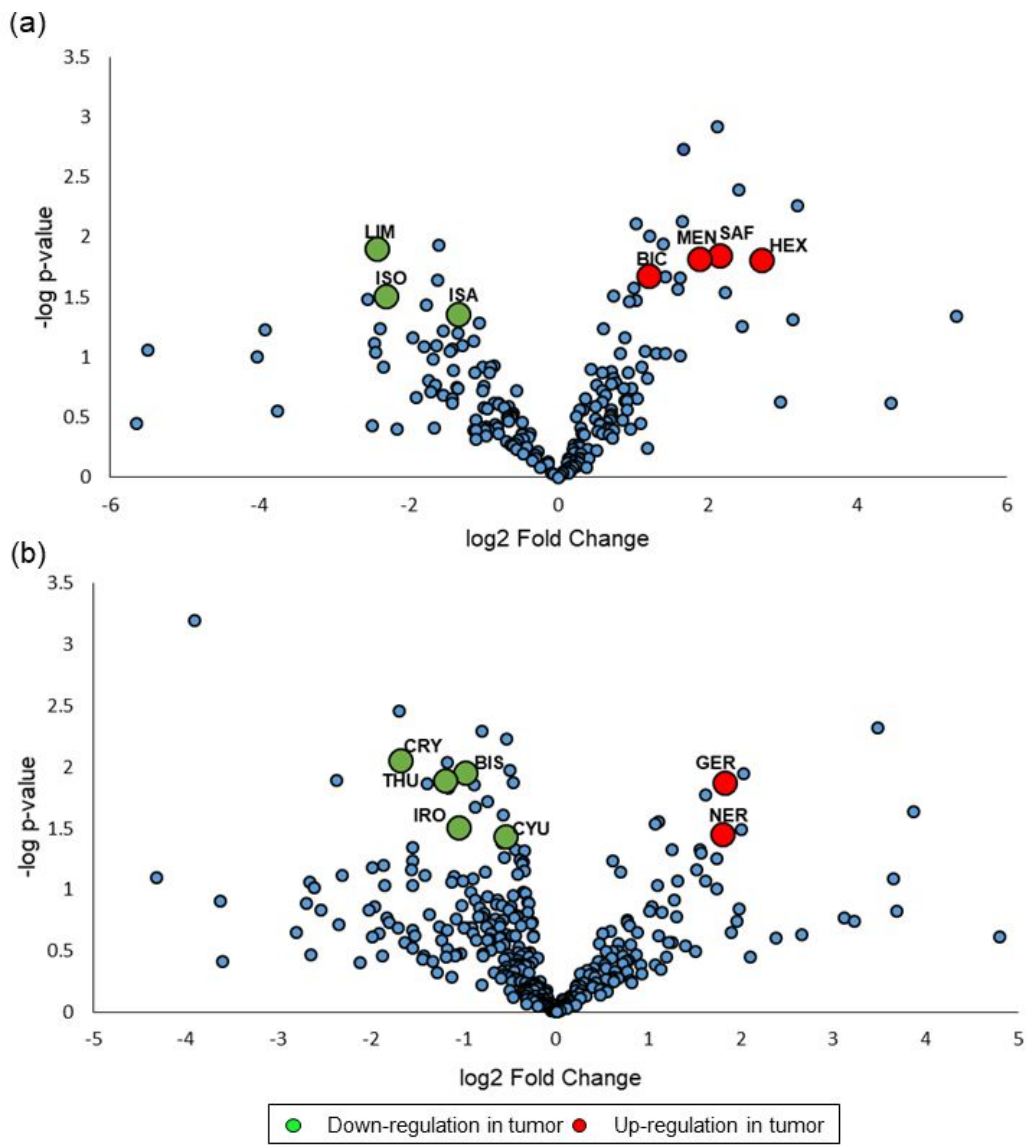 (a)
3.5
3
2.5
2
1.5
1
0.5
0
-log p-value
LIM
ISO
ISA
BIC
MEN
SAF
HEX
-6
-4
-2
0
2
4
6
log2 Fold Change
(b)
3.5
3
2.5
2
1.5
1
0.5
0
-log p-value
CRY
THU
BIS
IRO
CYU
GER
NER
-5
-4
-3
-2
-1
0
1
2
3
4
5
log2 Fold Change
Down-regulation in tumor
Up-regulation in tumor